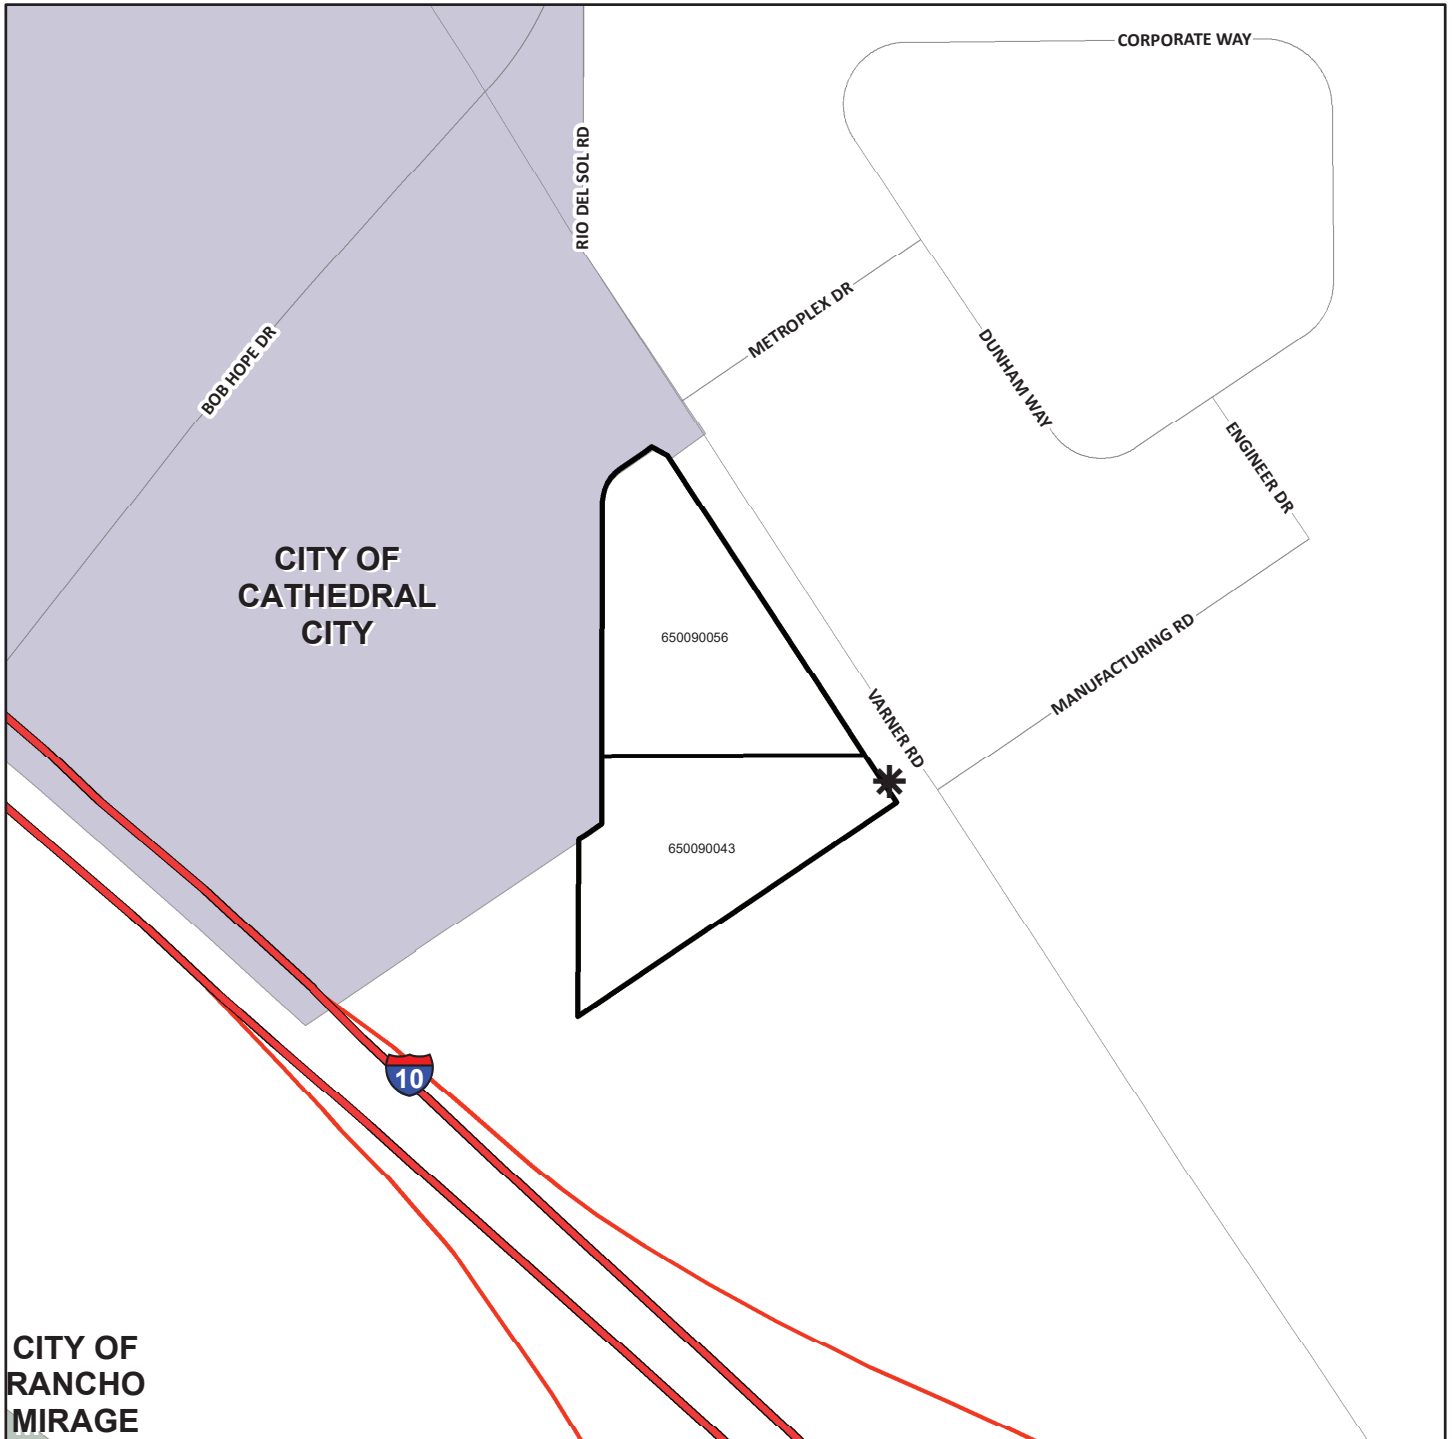 CORPORATE WAY
RIO DEL SOL RD
METROPLEX DR
BOB HOPE DR
DUNHAM WAY
ENGINEER DR
CITY OF
CATHEDRAL
CITY
650090056
MANUFACTURING RD
VARNER RD
650090043
10
CITY OF
RANCHO
MIRAGE